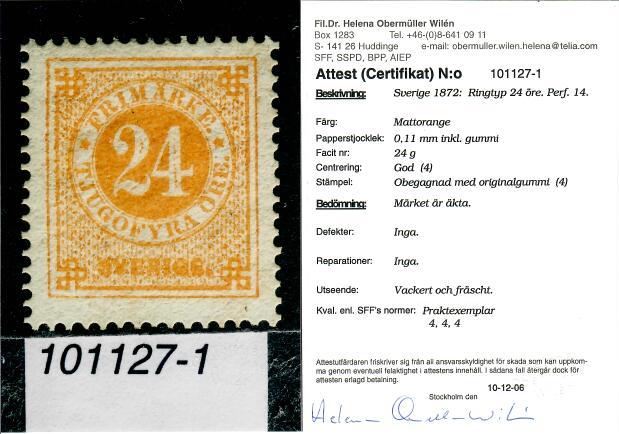 FRIMÄRKE.
24
TJUGOFYRA ÖRE.
SVERIGE.
101127-1
Fil.Dr. Helena Obermüller Wilén
Box 1283 Tel. +46-(0)8-641 09 11
S- 141 26 Huddinge e-mail: obermuller.wilen.helena@telia.com
SFF, SSPD, BPP, AIEP
Attest (Certifikat) N:o 101127-1
Beskrivning: Sverige 1872: Ringtyp 24 öre. Perf. 14.
Färg: Mattorange
Papperstjocklek: 0,11 mm inkl. gummi
Facit nr: 24 g
Centrering: God (4)
Stämpel: Obegagnad med originalgummi (4)
Bedömning: Märket är äkta.
Defekter: Inga.
Reparationer: Inga.
Utseende: Vackert och fräscht.
Kval. enl. SFF's normer: Praktexemplar
4, 4, 4
Attestutfärdaren friskriver sig från all ansvarsskyldighet för skada som kan uppkom-
ma genom eventuell felaktighet i attestens innehåll. I sådana fall återgår dock för
attesten erlagd betalning.
10-12-06
Stockholm den
Helena Obermüller-Wilén